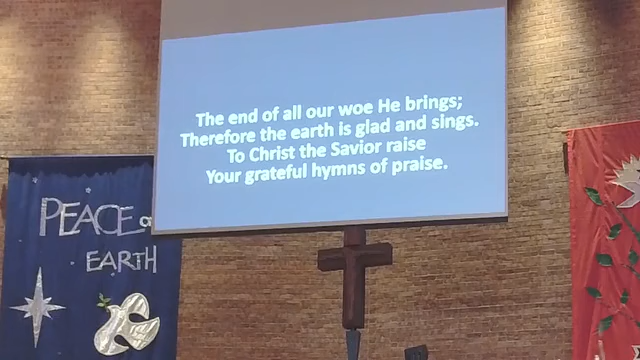 The end of all our woe He brings;
Therefore the earth is glad and sings.
To Christ the Savior raise
Your grateful hymns of praise.
PEACE on
EARTH